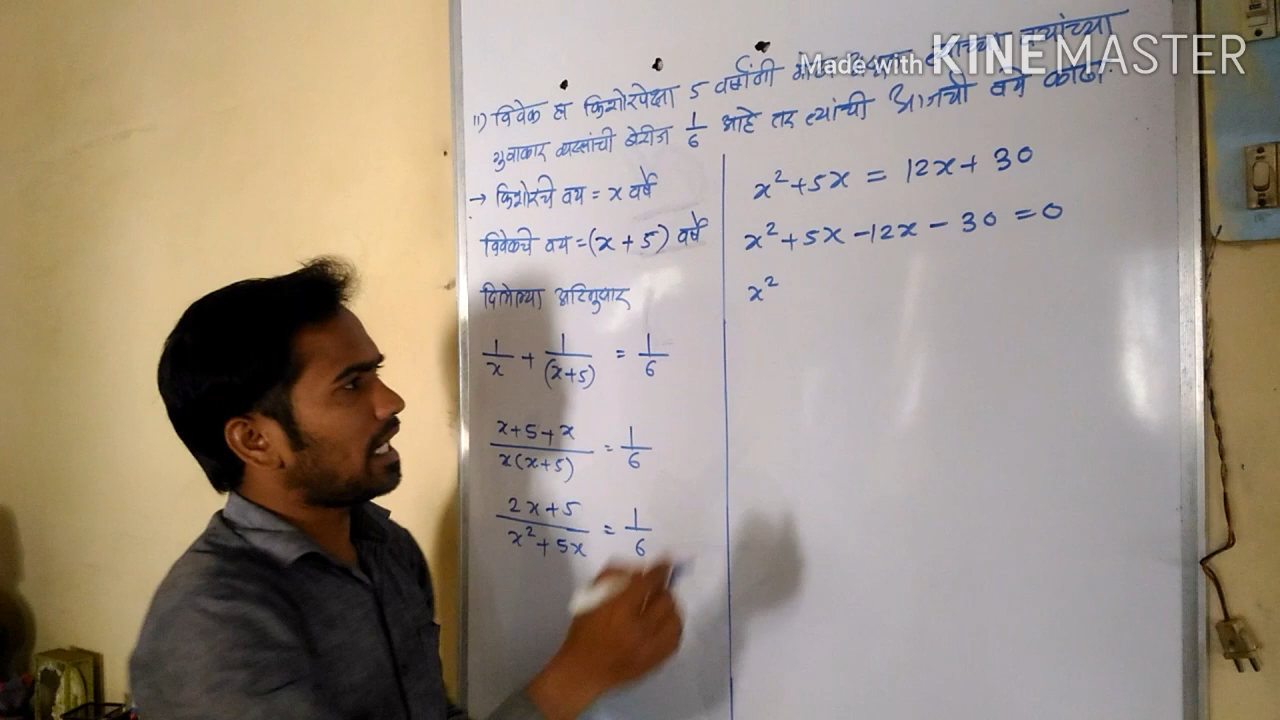 Made with KINEMASTER
11) विवेक हा किशोरपेक्षा 5 वर्षांनी
गुणाकार व्यस्तांची बेरीज 1/6 आहे तर त्यांची आजची वये काढा.
→ किशोरचे वय = x वर्षे
विवेकचे वय = (x + 5) वर्षे
दिलेल्या अटिनुसार
1/x + 1/(x+5) = 1/6
x+5+x / x(x+5) = 1/6
2x+5 / x²+5x = 1/6
x²+5x = 12x+30
x²+5x-12x-30=0
x²